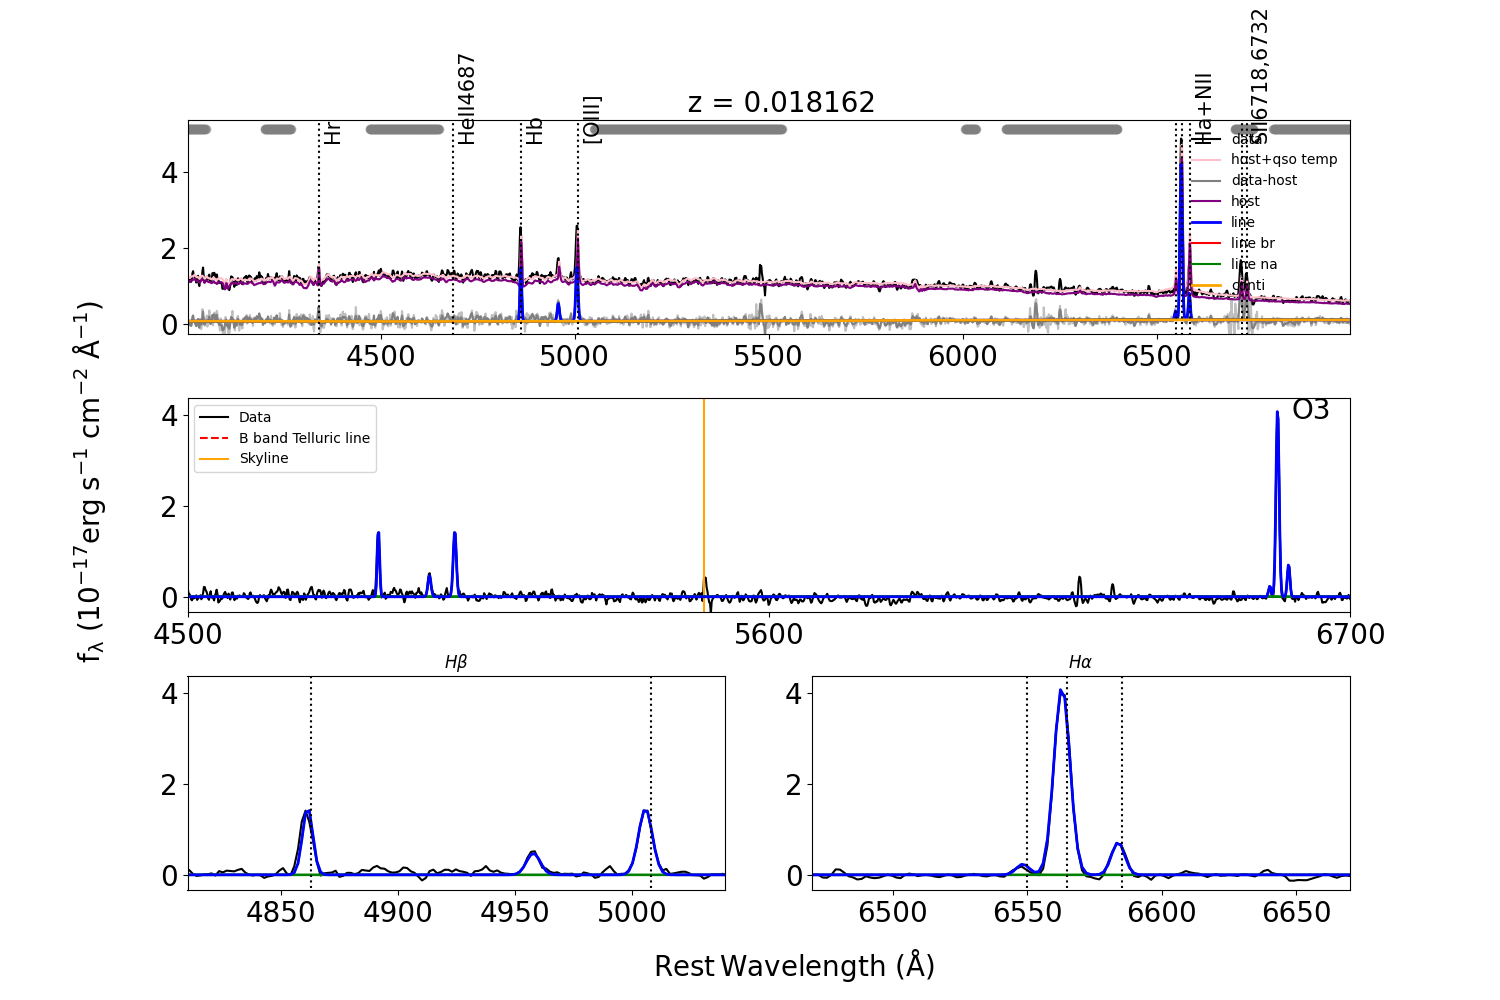 z = 0.018162
Hr
HeII4687
Hb
[OIII]
Ha+NII
SII6718,6732
data
host+qso temp
data-host
host
line
line br
line na
conti
4
2
0
4500 5000 5500 6000 6500
Data
B band Telluric line
Skyline
O3
4
2
0
4500 5600 6700
fλ (10⁻¹⁷erg s⁻¹ cm⁻² Å⁻¹)
Hβ
4
2
0
4850 4900 4950 5000
Hα
4
2
0
6500 6550 6600 6650
Rest Wavelength (Å)